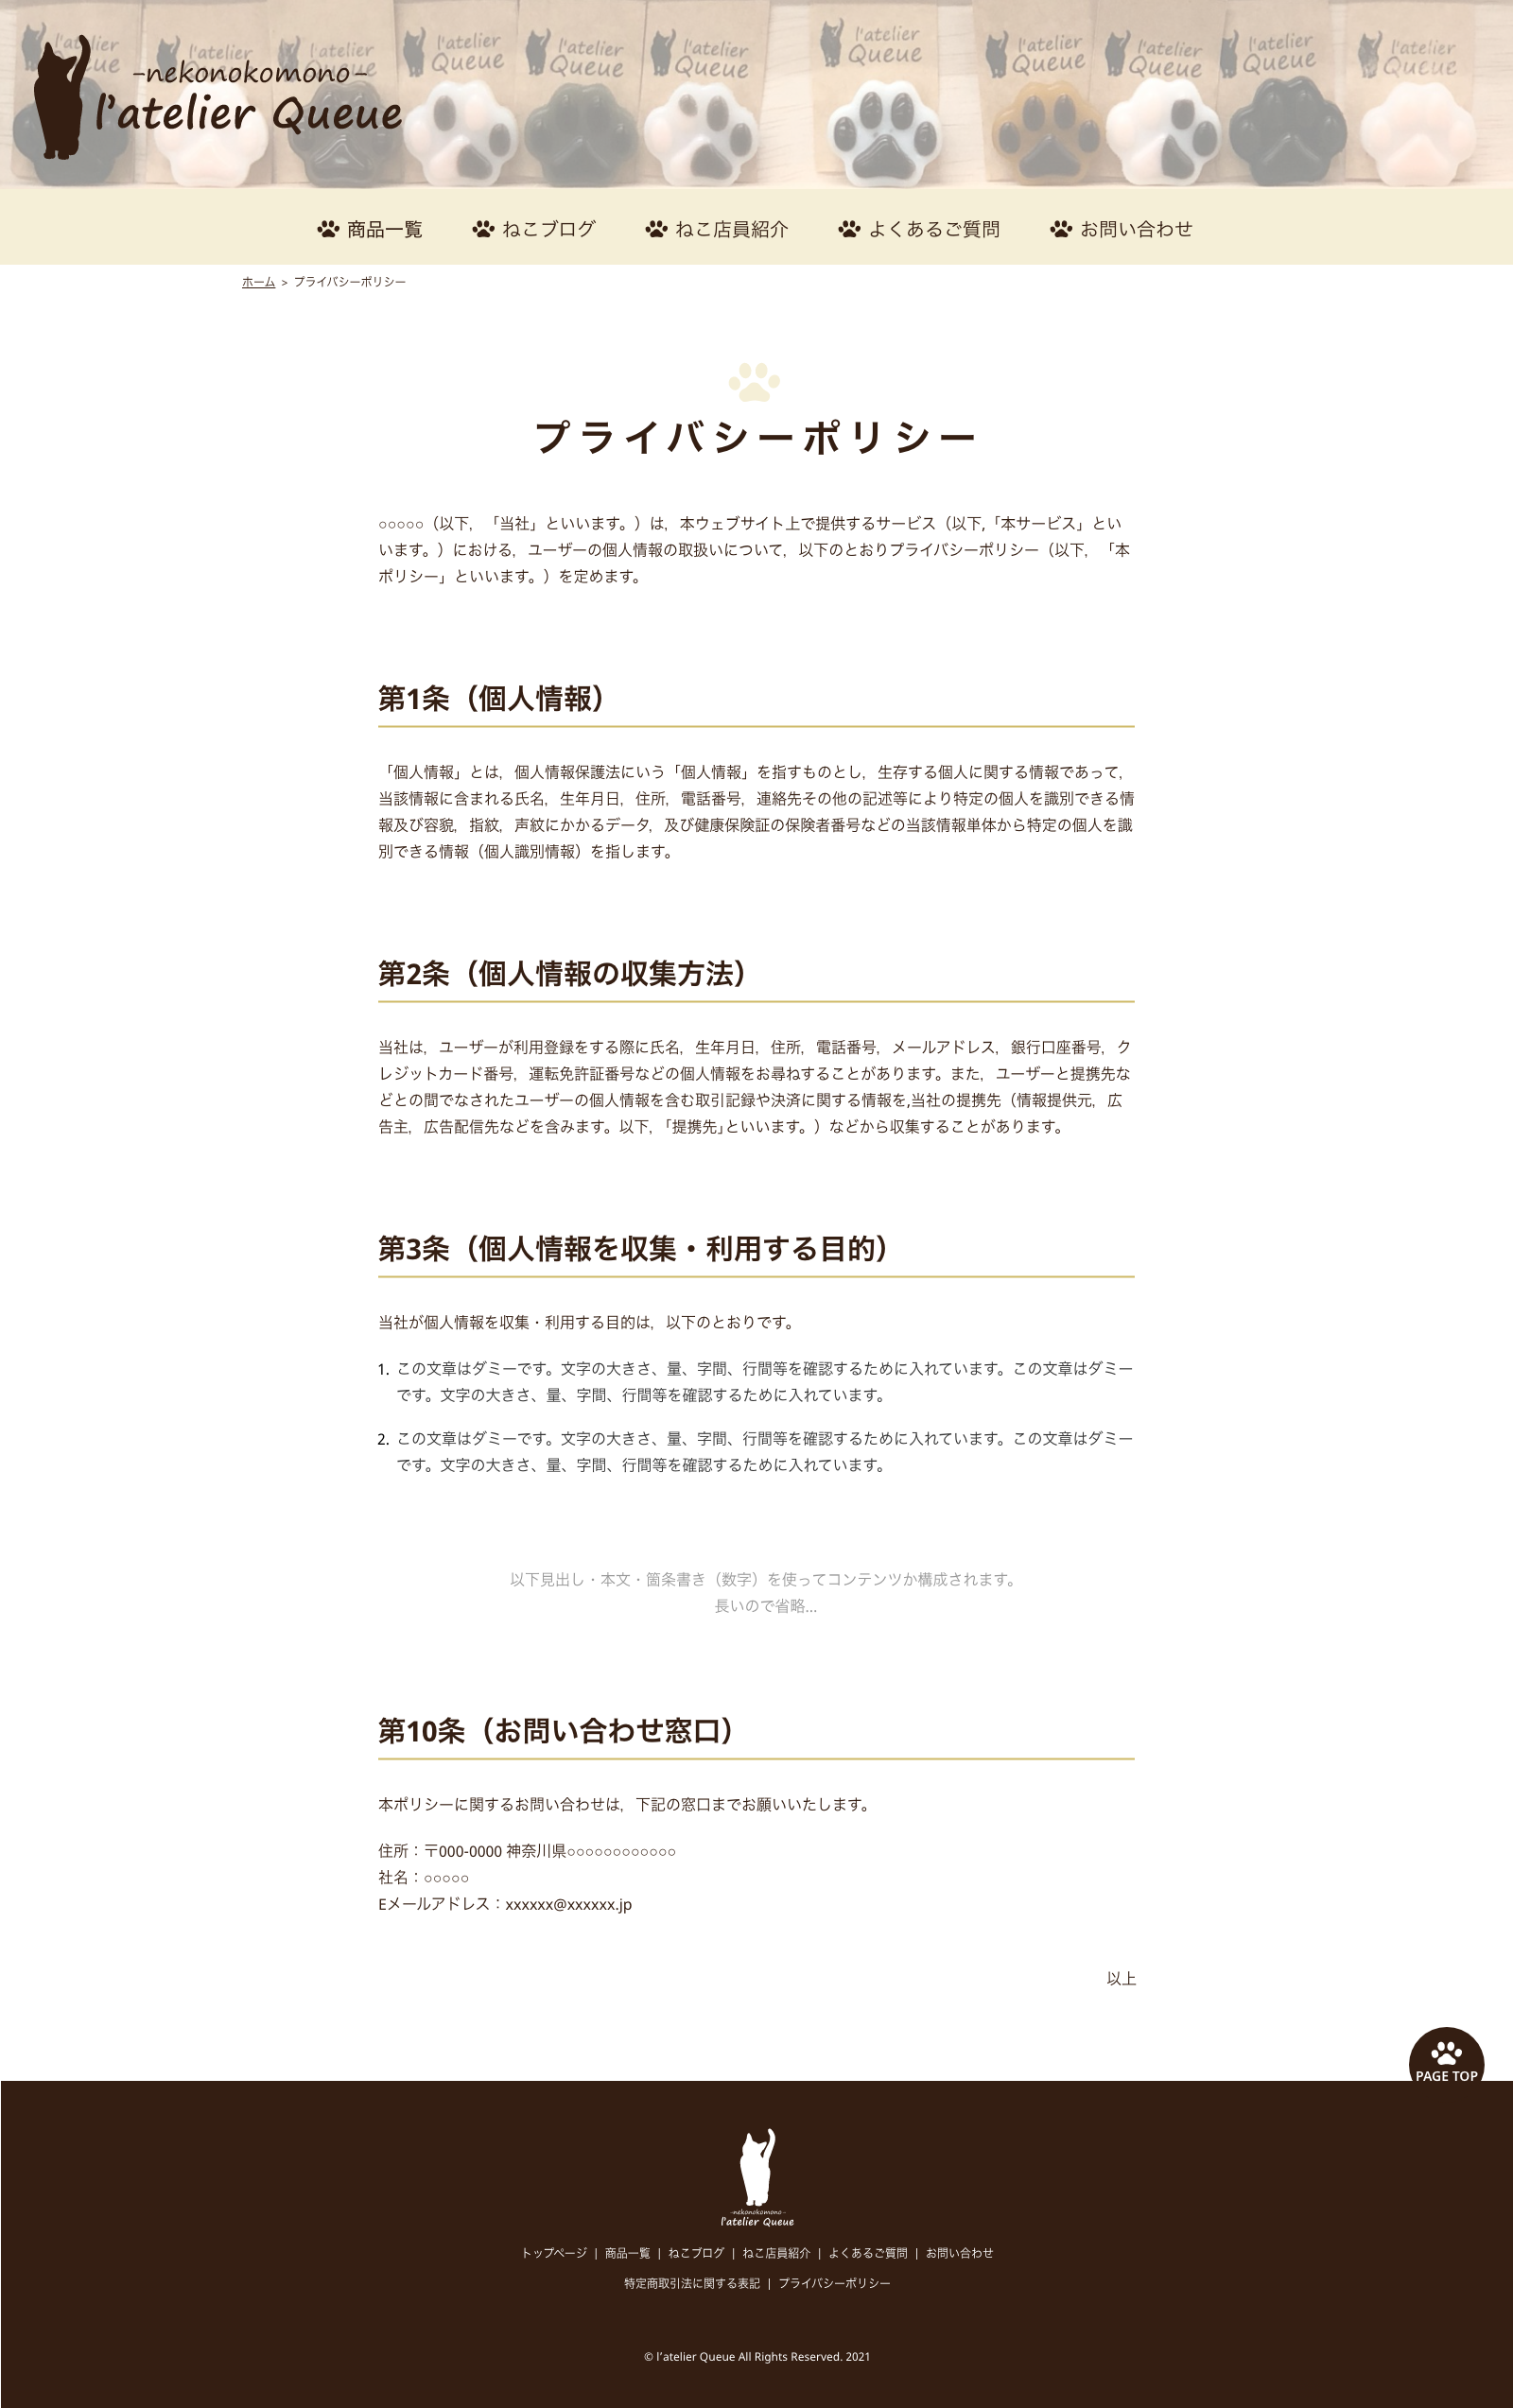 l'atelier Queue
l'atelier Queue
l'atelier Queue
l'atelier Queue
l'atelier Queue
l'atelier Queue
l'atelier Queue
l'atelier Queue
l'atelier Queue
l'atelier Queue
l'atelier Queue
-nekonokomono-
l'atelier Queue
商品一覧 ねこブログ ねこ店員紹介 よくあるご質問 お問い合わせ
ホーム > プライバシーポリシー
プライバシーポリシー
○○○○○（以下，「当社」といいます。）は，本ウェブサイト上で提供するサービス（以下,「本サービス」とい
います。）における，ユーザーの個人情報の取扱いについて，以下のとおりプライバシーポリシー（以下，「本
ポリシー」といいます。）を定めます。
第1条（個人情報）
「個人情報」とは，個人情報保護法にいう「個人情報」を指すものとし，生存する個人に関する情報であって，
当該情報に含まれる氏名，生年月日，住所，電話番号，連絡先その他の記述等により特定の個人を識別できる情
報及び容貌，指紋，声紋にかかるデータ，及び健康保険証の保険者番号などの当該情報単体から特定の個人を識
別できる情報（個人識別情報）を指します。
第2条（個人情報の収集方法）
当社は，ユーザーが利用登録をする際に氏名，生年月日，住所，電話番号，メールアドレス，銀行口座番号，ク
レジットカード番号，運転免許証番号などの個人情報をお尋ねすることがあります。また，ユーザーと提携先な
どとの間でなされたユーザーの個人情報を含む取引記録や決済に関する情報を,当社の提携先（情報提供元，広
告主，広告配信先などを含みます。以下，｢提携先｣といいます。）などから収集することがあります。
第3条（個人情報を収集・利用する目的）
当社が個人情報を収集・利用する目的は，以下のとおりです。
1. この文章はダミーです。文字の大きさ、量、字間、行間等を確認するために入れています。この文章はダミー
です。文字の大きさ、量、字間、行間等を確認するために入れています。
2. この文章はダミーです。文字の大きさ、量、字間、行間等を確認するために入れています。この文章はダミー
です。文字の大きさ、量、字間、行間等を確認するために入れています。
以下見出し・本文・箇条書き（数字）を使ってコンテンツか構成されます。
長いので省略...
第10条（お問い合わせ窓口）
本ポリシーに関するお問い合わせは，下記の窓口までお願いいたします。
住所：〒000-0000 神奈川県○○○○○○○○○○○○
社名：○○○○○
Eメールアドレス：xxxxxx@xxxxxx.jp
以上
PAGE TOP
-nekonokomono-
l'atelier Queue
トップページ | 商品一覧 | ねこブログ | ねこ店員紹介 | よくあるご質問 | お問い合わせ
特定商取引法に関する表記 | プライバシーポリシー
© l’atelier Queue All Rights Reserved. 2021